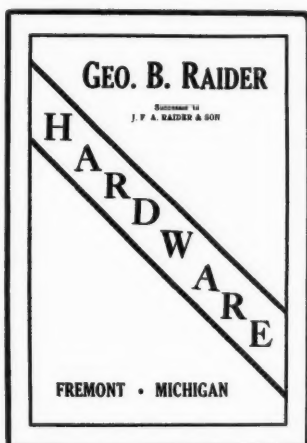 GEO. B. RAIDER
Successor to
J. F. A. RAIDER & SON
HARDWARE
FREMONT • MICHIGAN